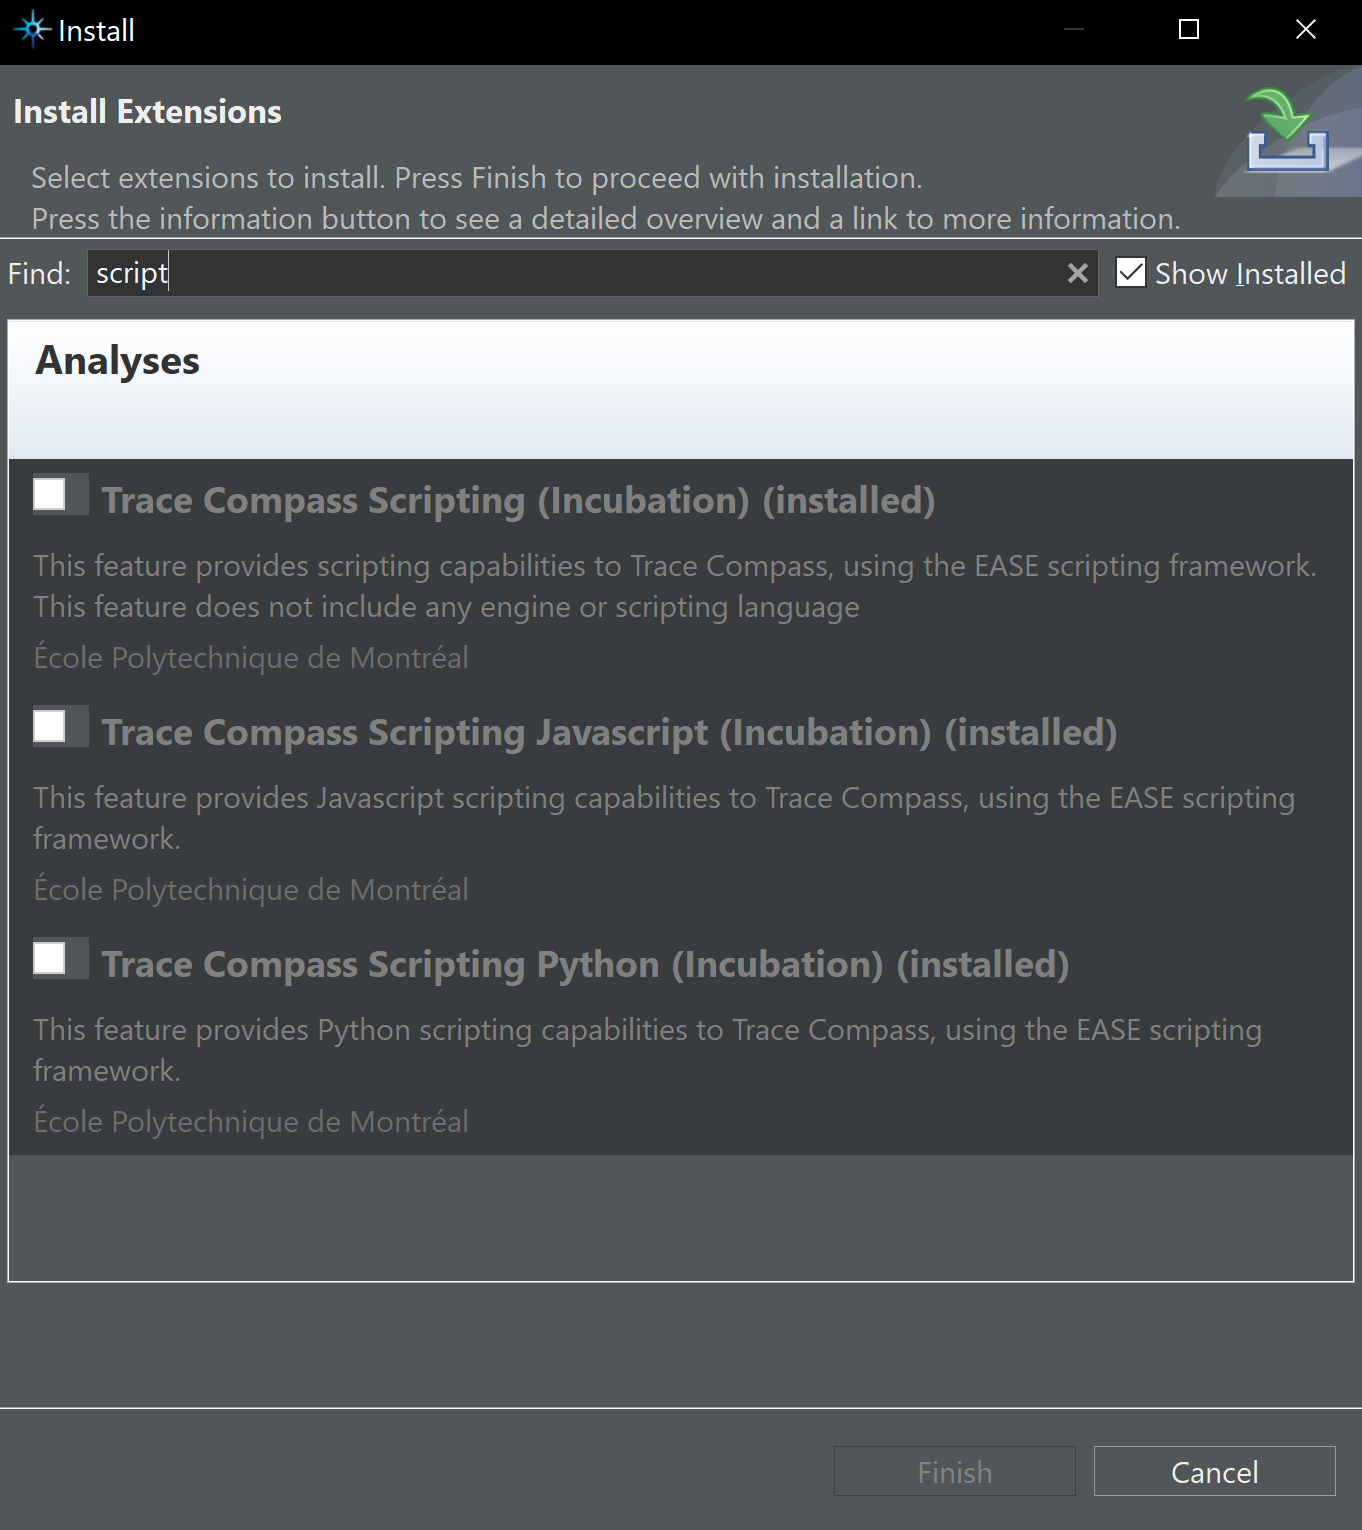 Install
Install Extensions
Select extensions to install. Press Finish to proceed with installation.
Press the information button to see a detailed overview and a link to more information.
Find: script Show Installed
Analyses
Trace Compass Scripting (Incubation) (installed)
This feature provides scripting capabilities to Trace Compass, using the EASE scripting framework.
This feature does not include any engine or scripting language
École Polytechnique de Montréal
Trace Compass Scripting Javascript (Incubation) (installed)
This feature provides Javascript scripting capabilities to Trace Compass, using the EASE scripting
framework.
École Polytechnique de Montréal
Trace Compass Scripting Python (Incubation) (installed)
This feature provides Python scripting capabilities to Trace Compass, using the EASE scripting
framework.
École Polytechnique de Montréal
Finish Cancel